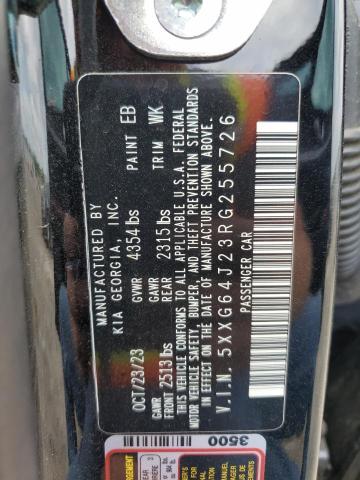 MANUFACTURED BY
KIA GEORGIA, INC.
OCT/23/23 GVWR 4354 lbs PAINT EB
GAWR FRONT 2513 lbs GAWR REAR 2315 lbs TRIM WK
THIS VEHICLE CONFORMS TO ALL APPLICABLE U.S.A. FEDERAL
MOTOR VEHICLE SAFETY, BUMPER, AND THEFT PREVENTION STANDARDS
IN EFFECT ON THE DATE OF MANUFACTURE SHOWN ABOVE.
V.I.N. 5XXG64J23RG255726
PASSENGER CAR
3500